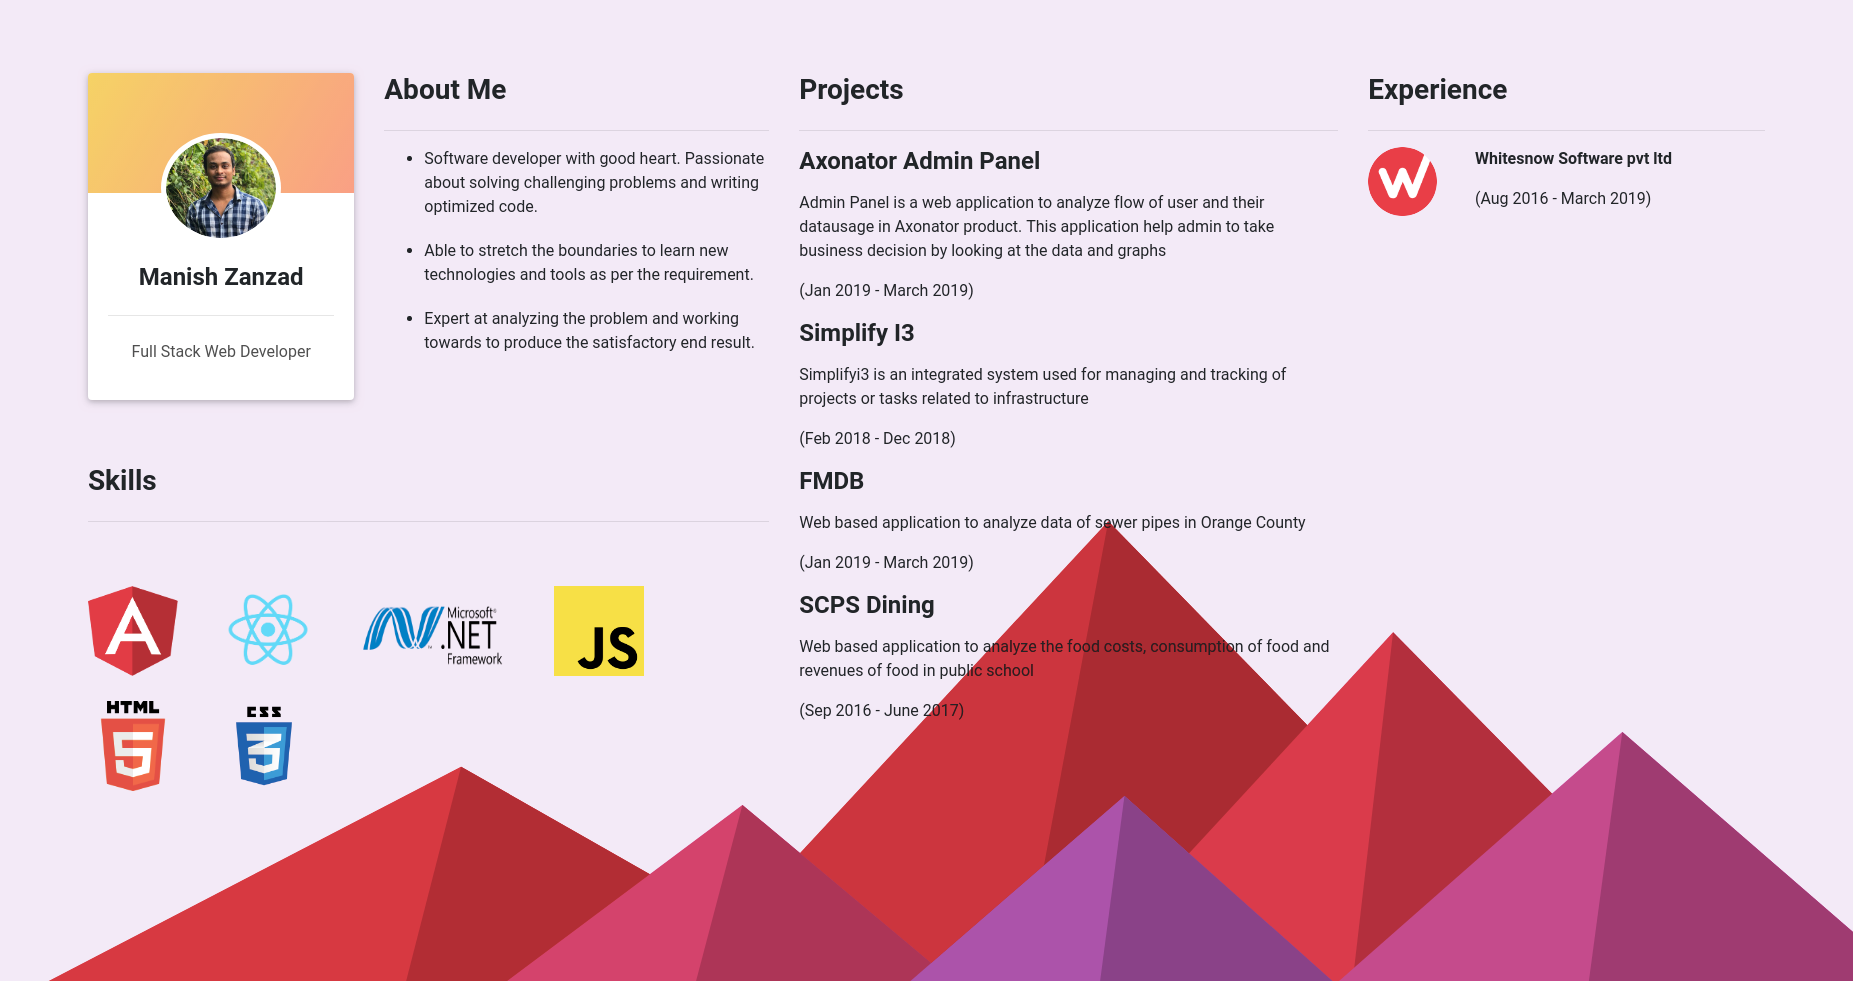 Manish Zanzad
Full Stack Web Developer
About Me
Software developer with good heart. Passionate
about solving challenging problems and writing
optimized code.
Able to stretch the boundaries to learn new
technologies and tools as per the requirement.
Expert at analyzing the problem and working
towards to produce the satisfactory end result.
Skills
A
Microsoft®
.NET
Framework
JS
HTML
5
CSS
3
Projects
Axonator Admin Panel
Admin Panel is a web application to analyze flow of user and their
datausage in Axonator product. This application help admin to take
business decision by looking at the data and graphs
(Jan 2019 - March 2019)
Simplify I3
Simplifyi3 is an integrated system used for managing and tracking of
projects or tasks related to infrastructure
(Feb 2018 - Dec 2018)
FMDB
Web based application to analyze data of sewer pipes in Orange County
(Jan 2019 - March 2019)
SCPS Dining
Web based application to analyze the food costs, consumption of food and
revenues of food in public school
(Sep 2016 - June 2017)
Experience
W
Whitesnow Software pvt ltd
(Aug 2016 - March 2019)